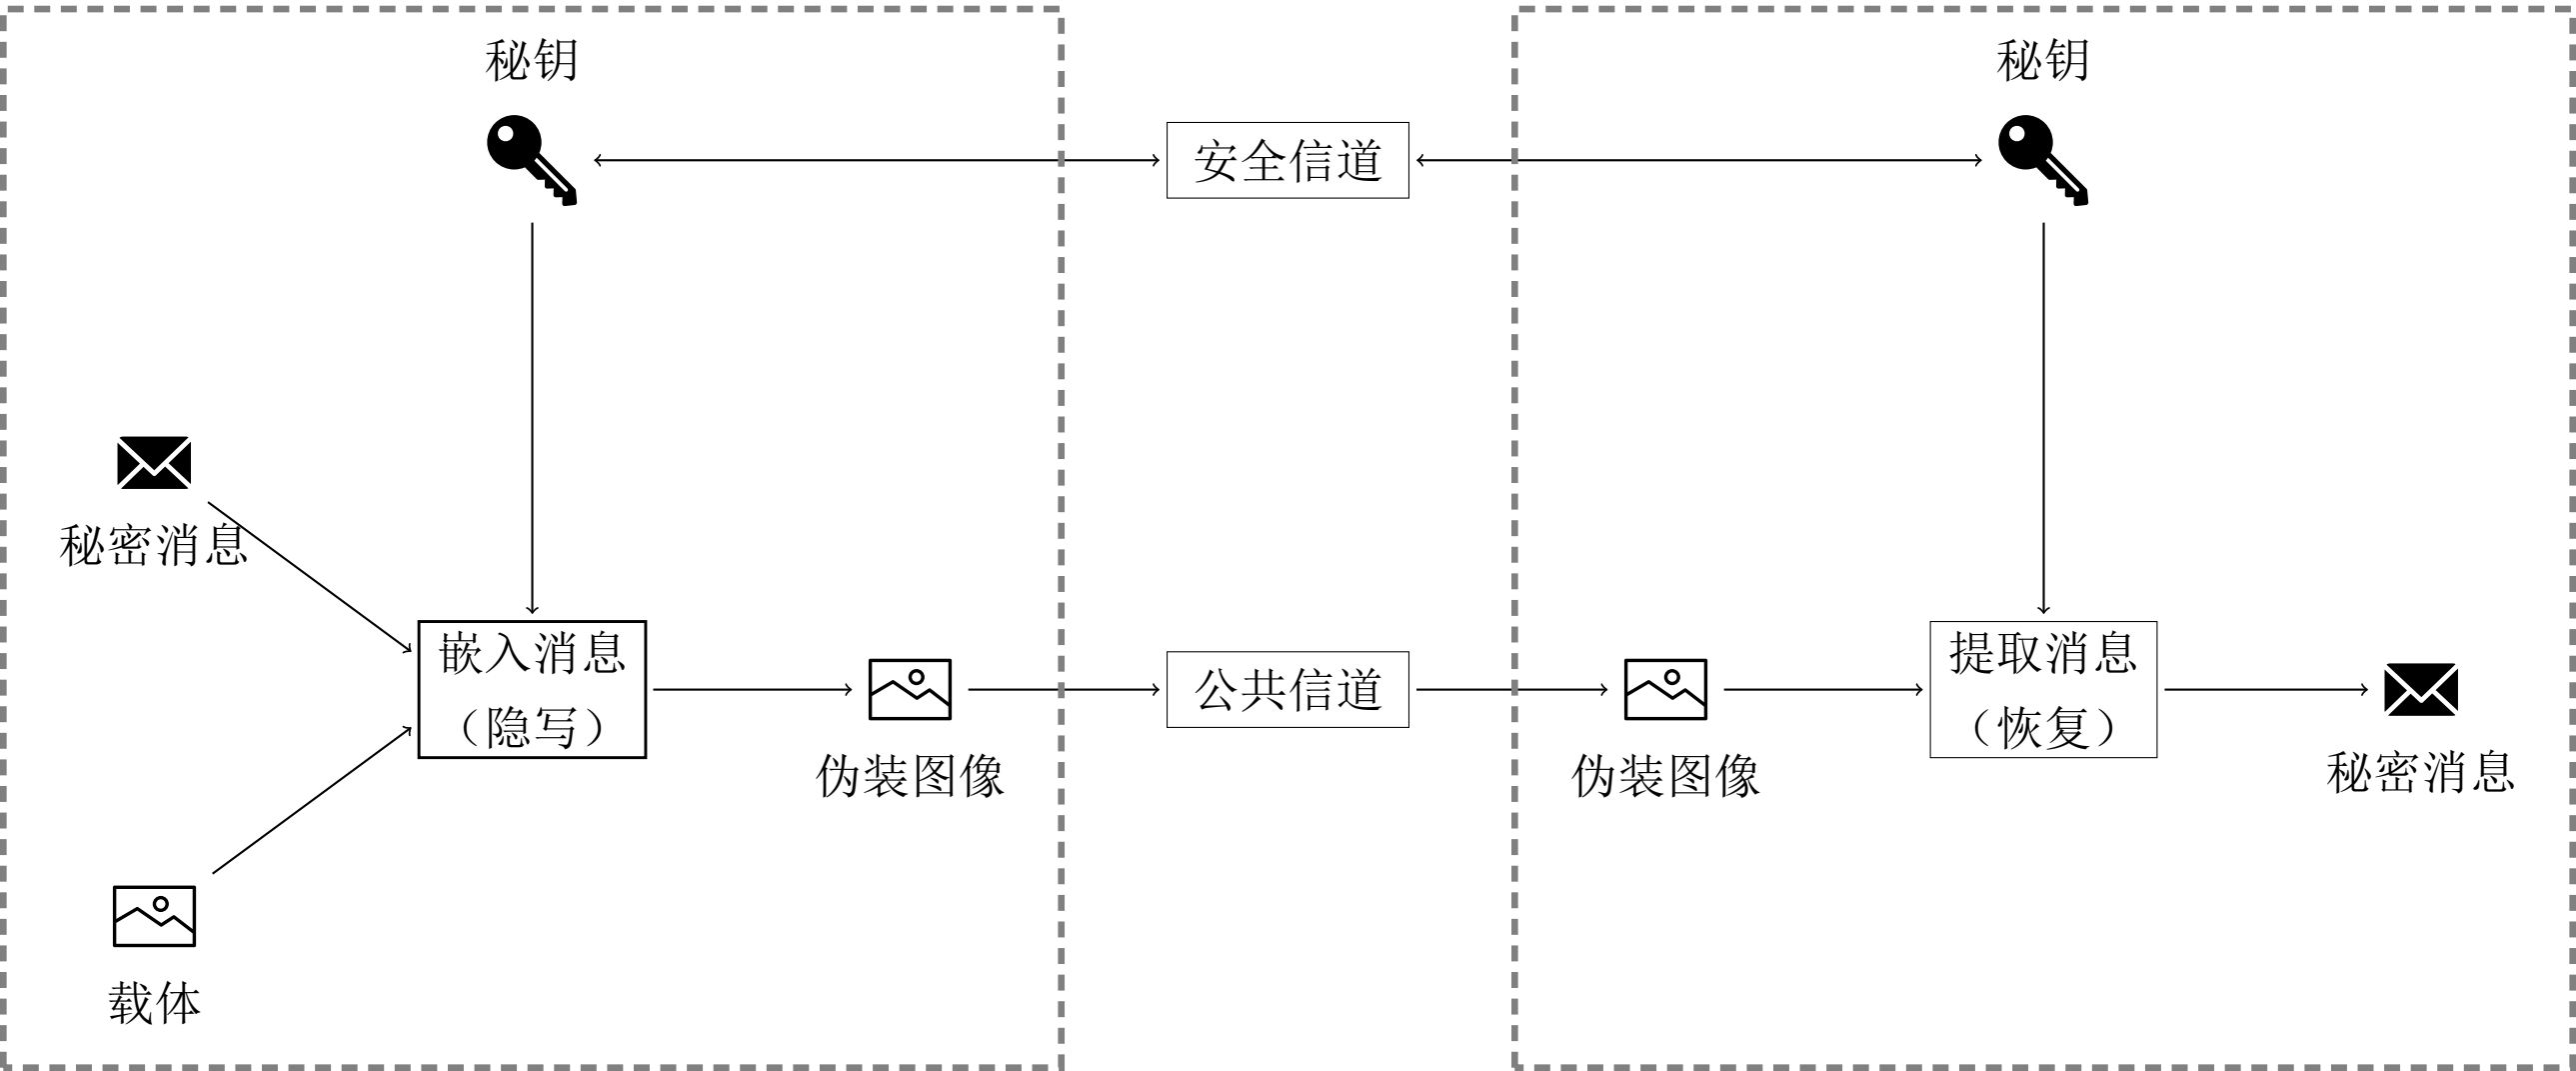 秘钥
秘钥
安全信道
秘密消息
嵌入消息
（隐写）
公共信道
提取消息
（恢复）
伪装图像
伪装图像
秘密消息
载体